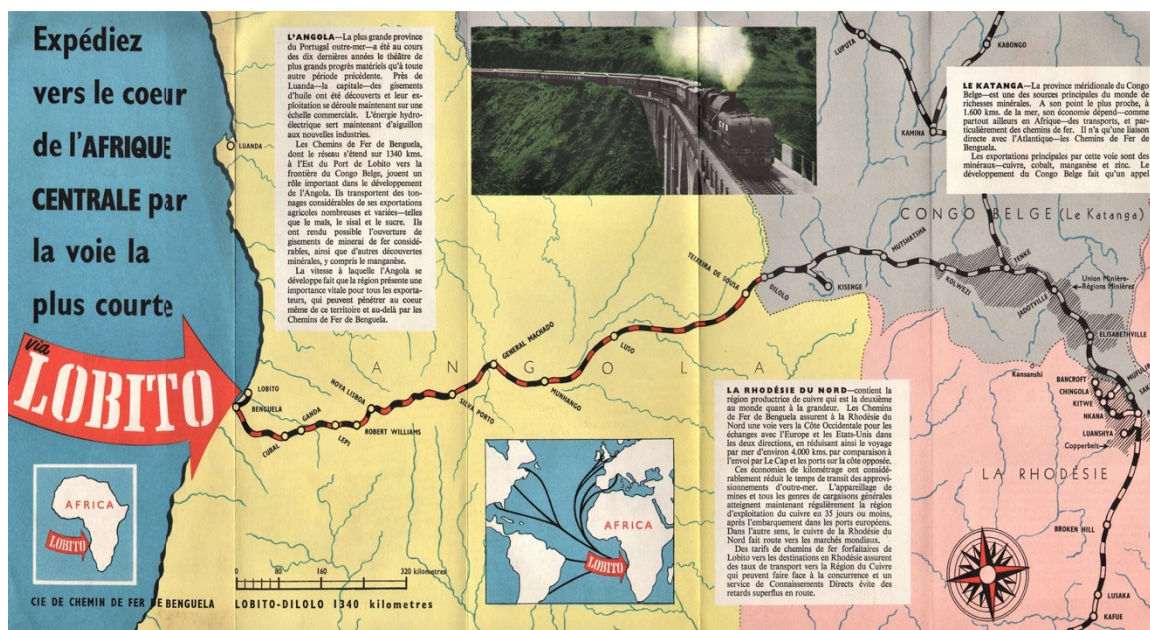 Expédiez
vers le coeur
de l'AFRIQUE
CENTRALE par
la voie la
plus courte
via
LOBITO
AFRICA
LOBITO
CIE DE CHEMIN DE FER DE BENGUELA
L'ANGOLA—La plus grande province
du Portugal outre-mer—a été au cours
des dix dernières années le théâtre de
plus grands progrès matériels qu'à toute
autre période précédente. Près de
Luanda—la capitale—des gisements
d'huile ont été découverts et leur ex-
ploitation se déroule maintenant sur une
échelle commerciale. L'énergie hydro-
électrique sert maintenant d'aiguillon
aux nouvelles industries.
Les Chemins de Fer de Benguela,
dont le réseau s'étend sur 1340 kms.
à l'Est du Port de Lobito vers la
frontière du Congo Belge, jouent un
rôle important dans le développement
de l'Angola. Ils transportent des ton-
nages considérables de ses exportations
agricoles nombreuses et variées—telles
que le maïs, le sisal et le sucre. Ils
ont rendu possible l'ouverture de
gisements de minerai de fer considé-
rables, ainsi que d'autres découvertes
minérales, y compris le manganèse.
La vitesse à laquelle l'Angola se
développe fait que la région présente une
importance vitale pour tous les exporta-
teurs, qui peuvent pénétrer au coeur
même de ce territoire et au-delà par les
Chemins de Fer de Benguela.
LUANDA
LOBITO
BENGUELA
CUBAL
GANDA
LEPI
NOVA LISBOA
ROBERT WILLIAMS
SILVA PORTO
GENERAL MACHADO
MUNHANGO
LUSO
TEIXEIRA DE SOUSA
ANGOLA
0 80 160 320 kilometres
LOBITO-DILOLO 1340 kilometres
AFRICA
LOBITO
LUPUTA
KABONGO
KAMINA
LE KATANGA—La province méridionale du Congo
Belge—est une des sources principales du monde de
richesses minérales. A son point le plus proche, à
1.600 kms. de la mer, son économie dépend—comme
partout ailleurs en Afrique—des transports, et par-
ticulièrement des chemins de fer. Il n'a qu'une liaison
directe avec l'Atlantique—les Chemins de Fer de
Benguela.
Les exportations principales par cette voie sont des
minéraux—cuivre, cobalt, manganèse et zinc. Le
développement du Congo Belge fait qu'un appel
CONGO BELGE (Le Katanga)
DILOLO
KISENGE
MUTSHATSHA
KOLWEZI
TENKE
JADOTVILLE
Union Minière-
Régions Minières
ELISABETHVILLE
Kansanshi
BANCROFT
CHINGOLA
KITWE
NKANA
LUANSHYA
Copperbelt
MUFULIR
LA RHODÉSIE DU NORD—contient la
région productrice de cuivre qui est la deuxième
au monde quant à la grandeur. Les Chemins
de Fer de Benguela assurent à la Rhodésie du
Nord une voie vers la Côte Occidentale pour les
échanges avec l'Europe et les Etats-Unis dans
les deux directions, en réduisant ainsi le voyage
par mer d'environ 4.000 kms. par comparaison à
l'envoi par Le Cap et les ports sur la côte opposée.
Ces économies de kilométrage ont considé-
rablement réduit le temps de transit des approvi-
sionnements d'outre-mer. L'appareillage de
mines et tous les genres de cargaisons générales
atteignent maintenant régulièrement la région
d'exploitation du cuivre en 35 jours ou moins,
après l'embarquement dans les ports européens.
Dans l'autre sens, le cuivre de la Rhodésie du
Nord fait route vers les marchés mondiaux.
Des tarifs de chemins de fer forfaitaires de
Lobito vers les destinations en Rhodésie assurent
des taux de transport vers la Région du Cuivre
qui peuvent faire face à la concurrence et un
service de Connaissements Directs évite des
retards superflus en route.
LA RHODÉSIE
BROKEN HILL
LUSAKA
KAFUE